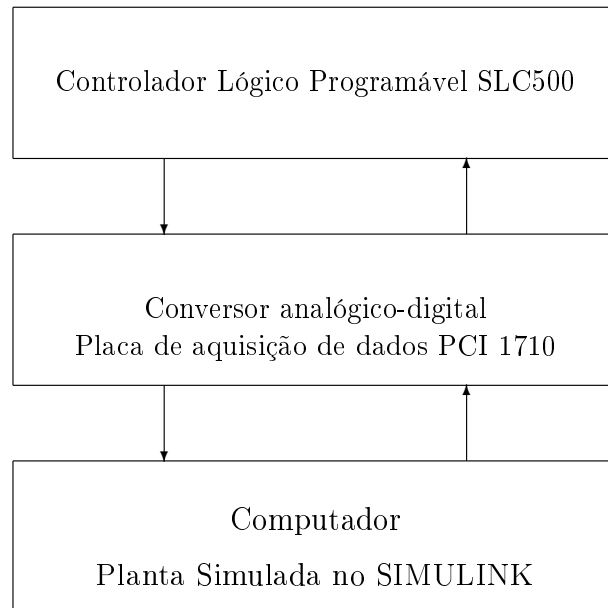 Controlador Lógico Programável SLC500
Conversor analógico-digital
Placa de aquisição de dados PCI 1710
Computador
Planta Simulada no SIMULINK